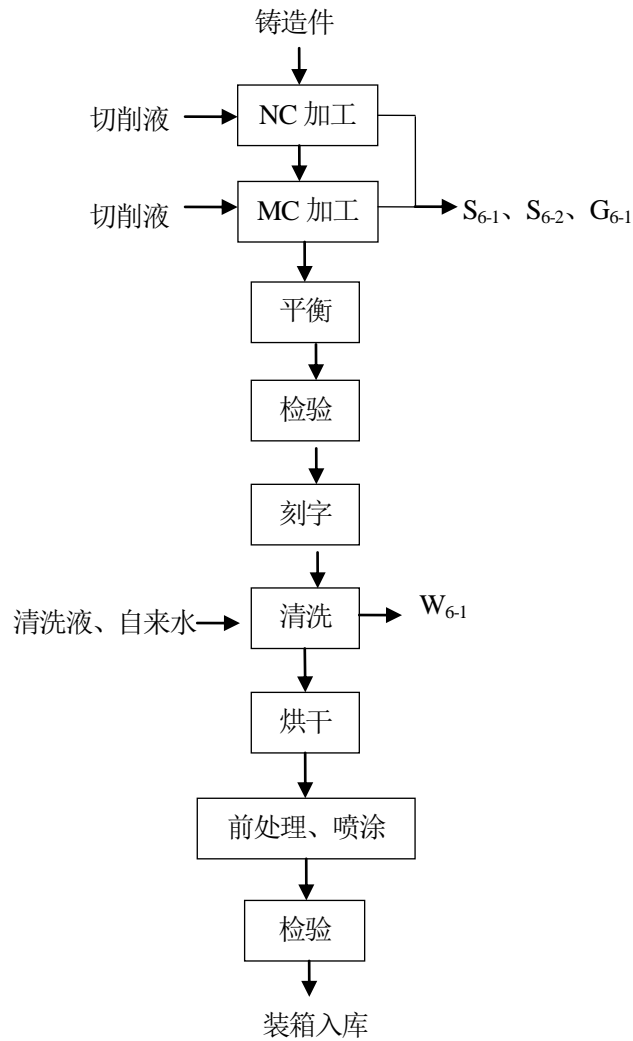 铸造件
切削液
NC 加工
切削液
MC 加工
S6-1、S6-2、G6-1
平衡
检验
刻字
清洗液、自来水
清洗
W6-1
烘干
前处理、喷涂
检验
装箱入库